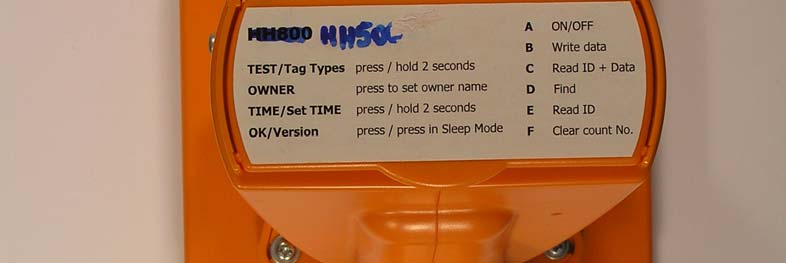 HH800 HH50L
TEST/Tag Types press / hold 2 seconds
OWNER press to set owner name
TIME/Set TIME press / hold 2 seconds
OK/Version press / press in Sleep Mode
A ON/OFF
B Write data
C Read ID + Data
D Find
E Read ID
F Clear count No.